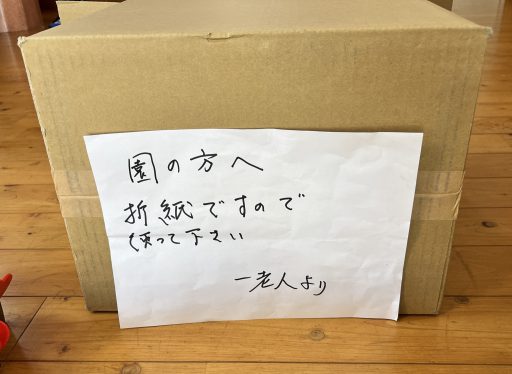 園の方へ
折紙ですので
使って下さい
一老人より